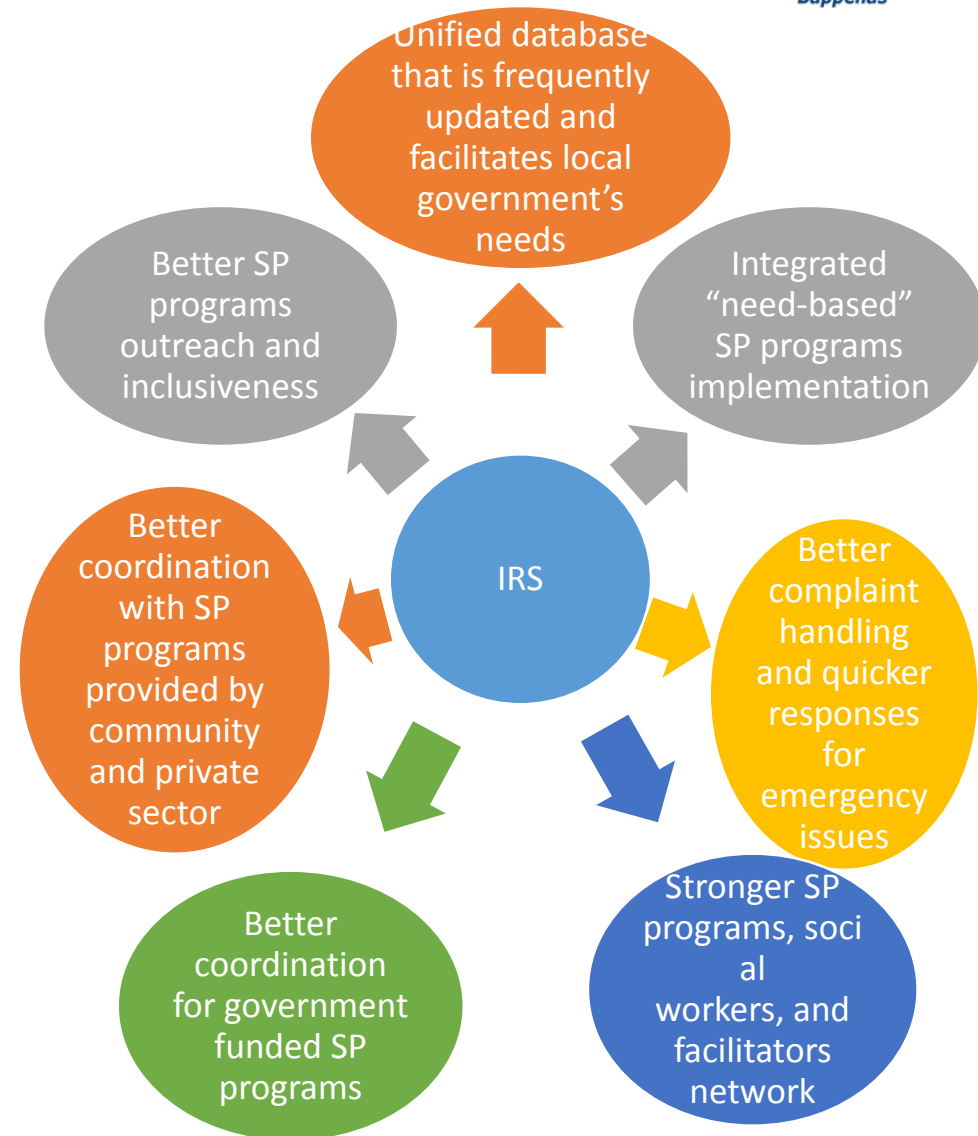 Bappenas
Unified database
that is frequently
updated and
facilitates local
government’s
needs
Better SP
programs
outreach and
inclusiveness
Integrated
“need-based”
SP programs
implementation
IRS
Better
coordination
with SP
programs
provided by
community
and private
sector
Better
complaint
handling
and quicker
responses
for
emergency
issues
Better
coordination
for government
funded SP
programs
Stronger SP
programs, soci
al
workers, and
facilitators
network